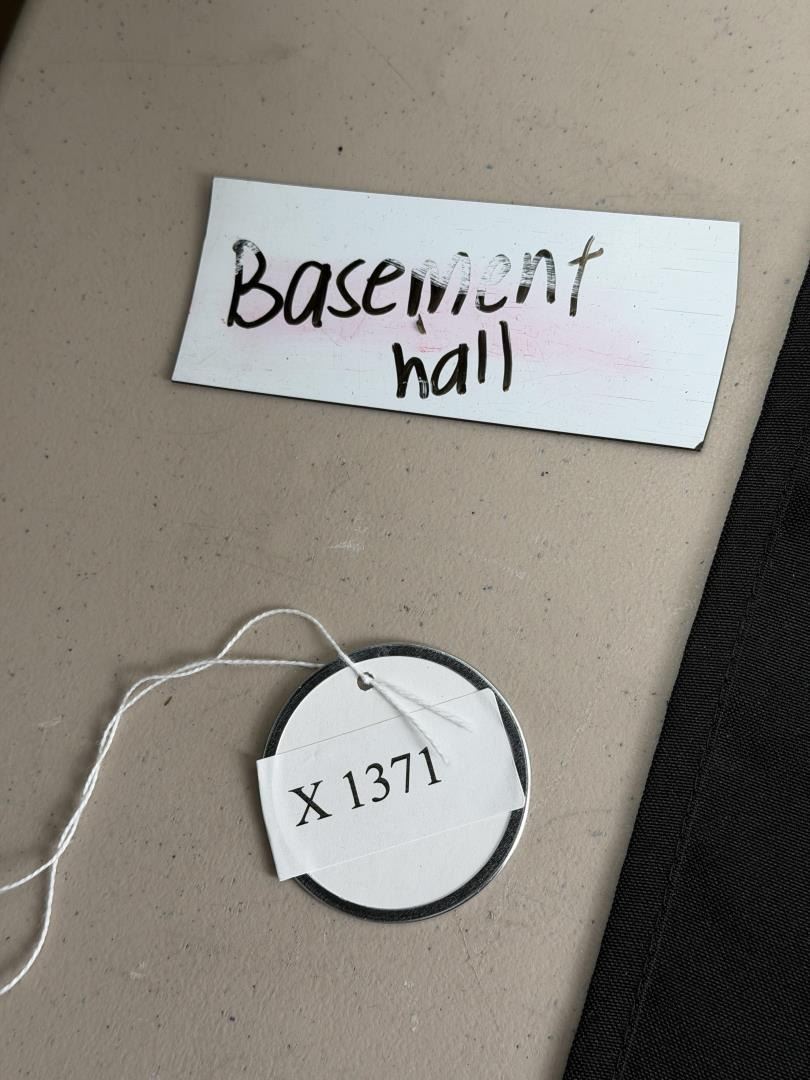 Basement
hall
X 1371